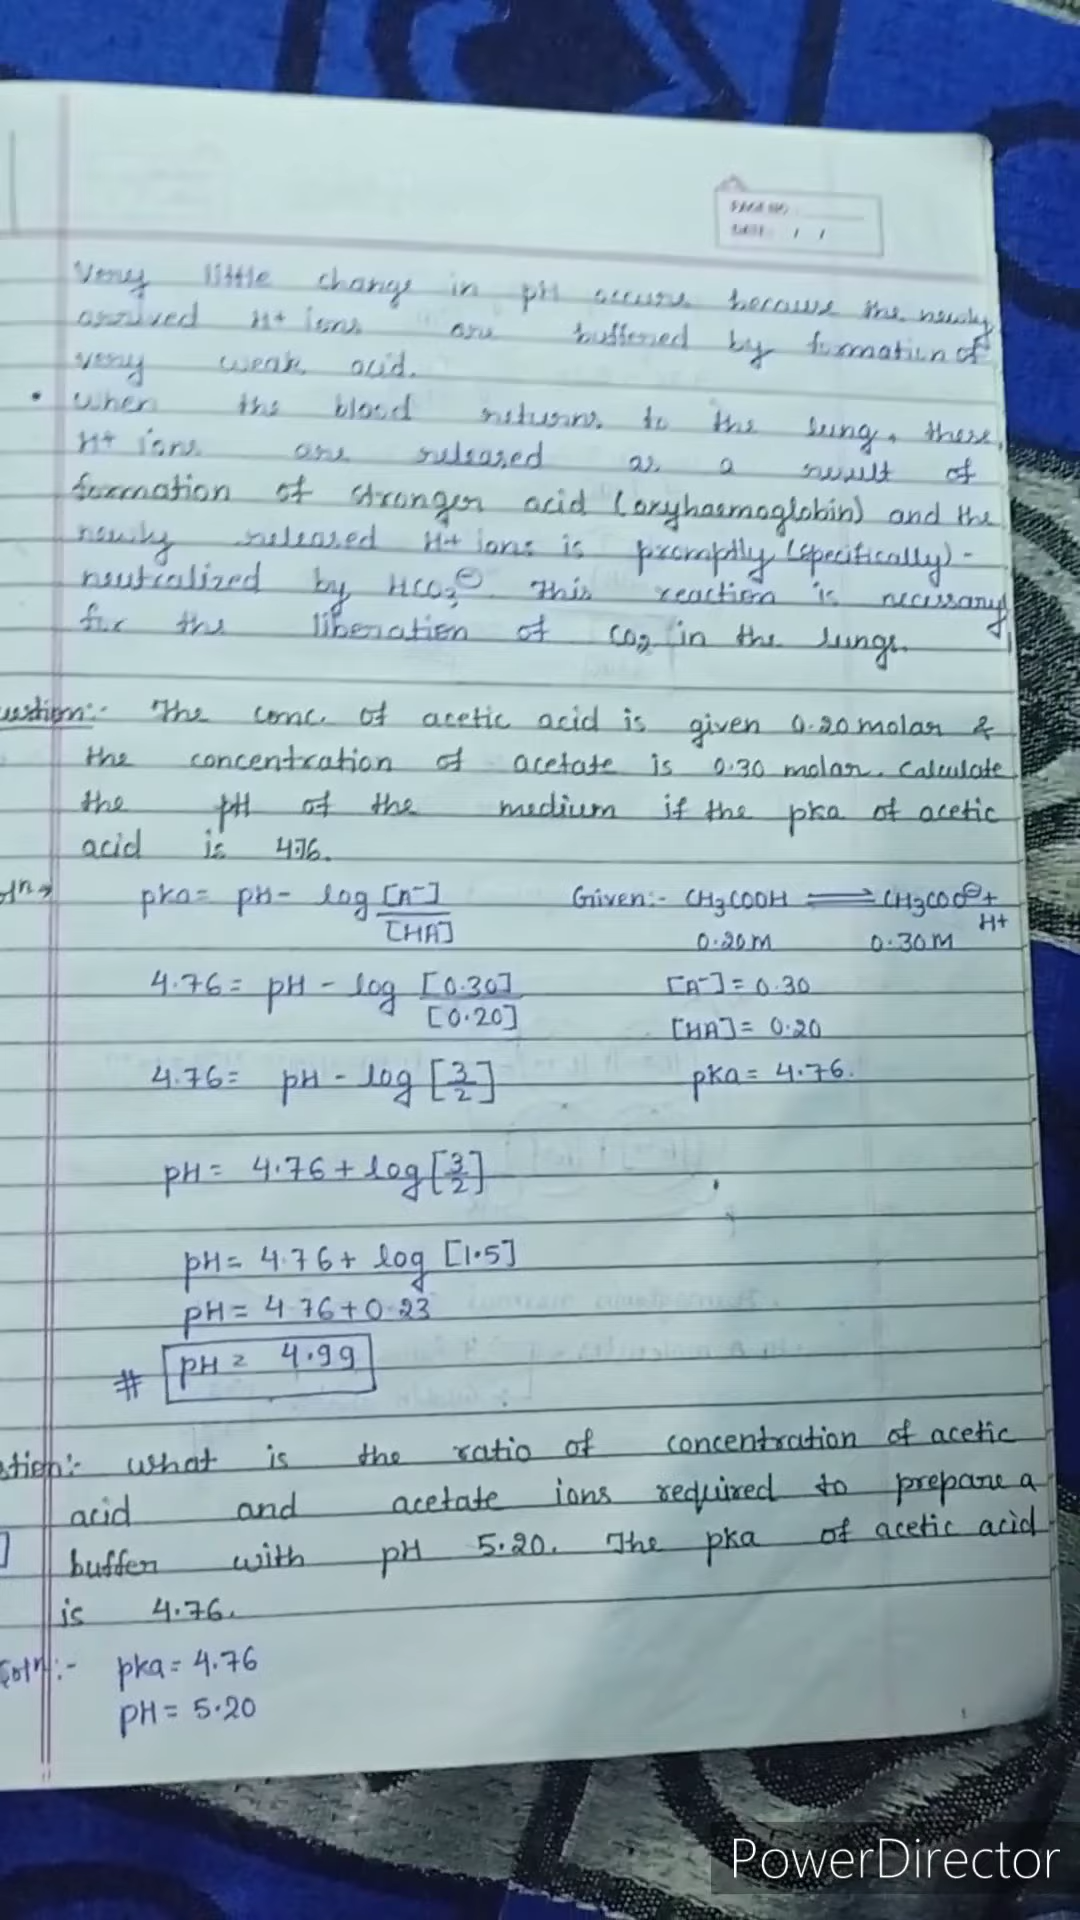 PAGE NO.
DATE: / /
Very little change in pH occurs because the newly
arrived H+ ions are buffered by formation of
very weak acid.
• When the blood returns to the lung, these
H+ ions are released as a result of
formation of stronger acid (oxyhaemoglobin) and the
newly released H+ ions is promptly (specifically) -
neutralized by HCO3⊖. This reaction is necessary
for the liberation of CO2 in the lungs.
uestion:- The conc. of acetic acid is given 0.20 molar &
the concentration of acetate is 0.30 molar. Calculate
the pH of the medium if the pka of acetic
acid is 4.76.
oln→ pka= pH- log [A-]/[HA] Given:- CH3COOH ⇌ CH3COO⊖+ H+
0.20M 0.30M
4.76= pH - log [0.30]/[0.20] [A-]= 0.30
[HA]= 0.20
4.76= pH - log [3/2] pKa= 4.76.
pH= 4.76+ log [3/2]
pH= 4.76+ log [1.5]
pH= 4.76+0.23
# pH= 4.99
stion:- What is the ratio of concentration of acetic
acid and acetate ions required to prepare a
buffer with pH 5.20. The pka of acetic acid
is 4.76.
Soln:- pka= 4.76
pH= 5.20
PowerDirector